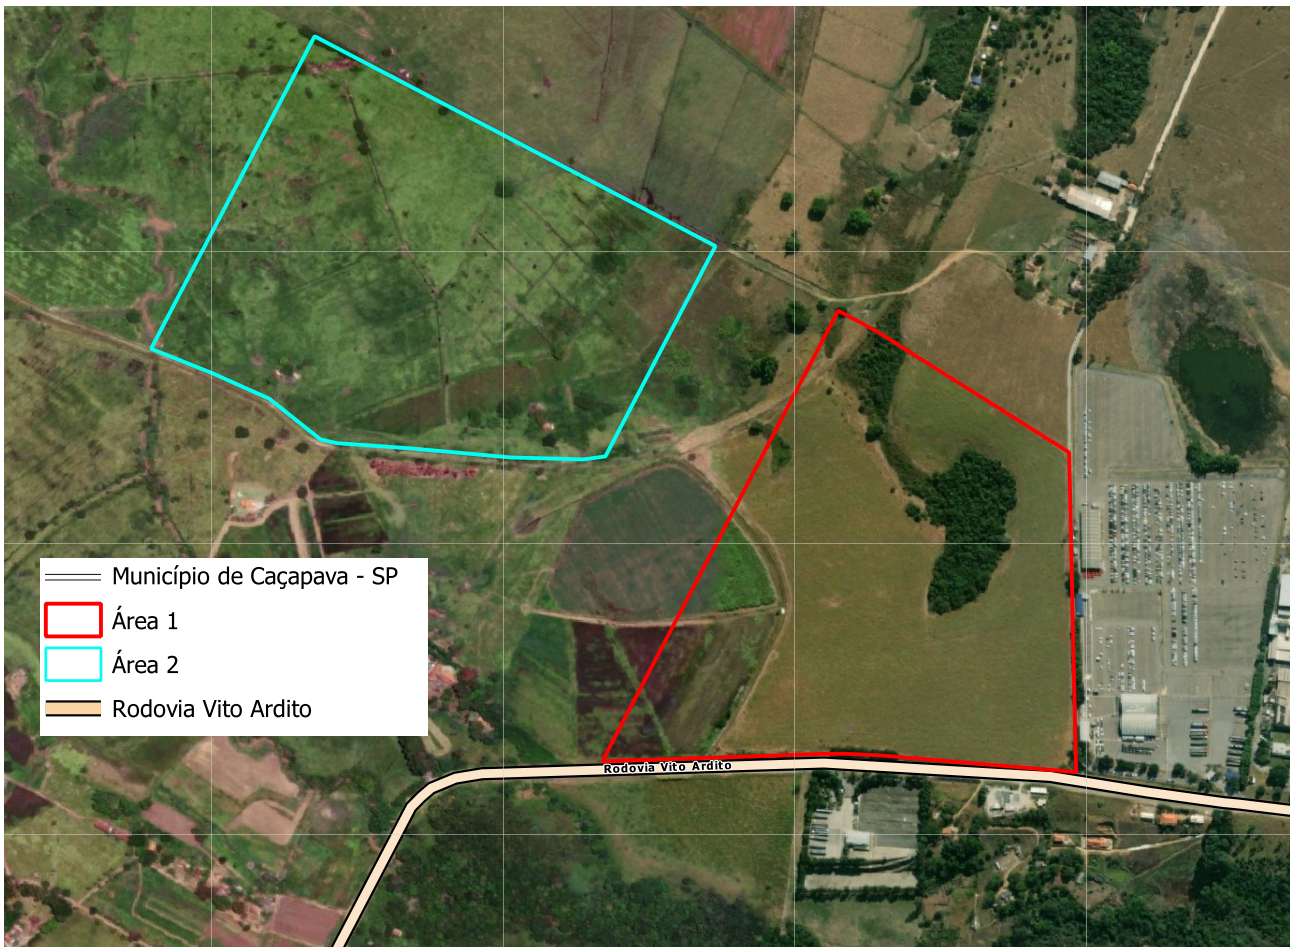 Município de Caçapava - SP
Área 1
Área 2
Rodovia Vito Ardito
Rodovia Vito Ardito